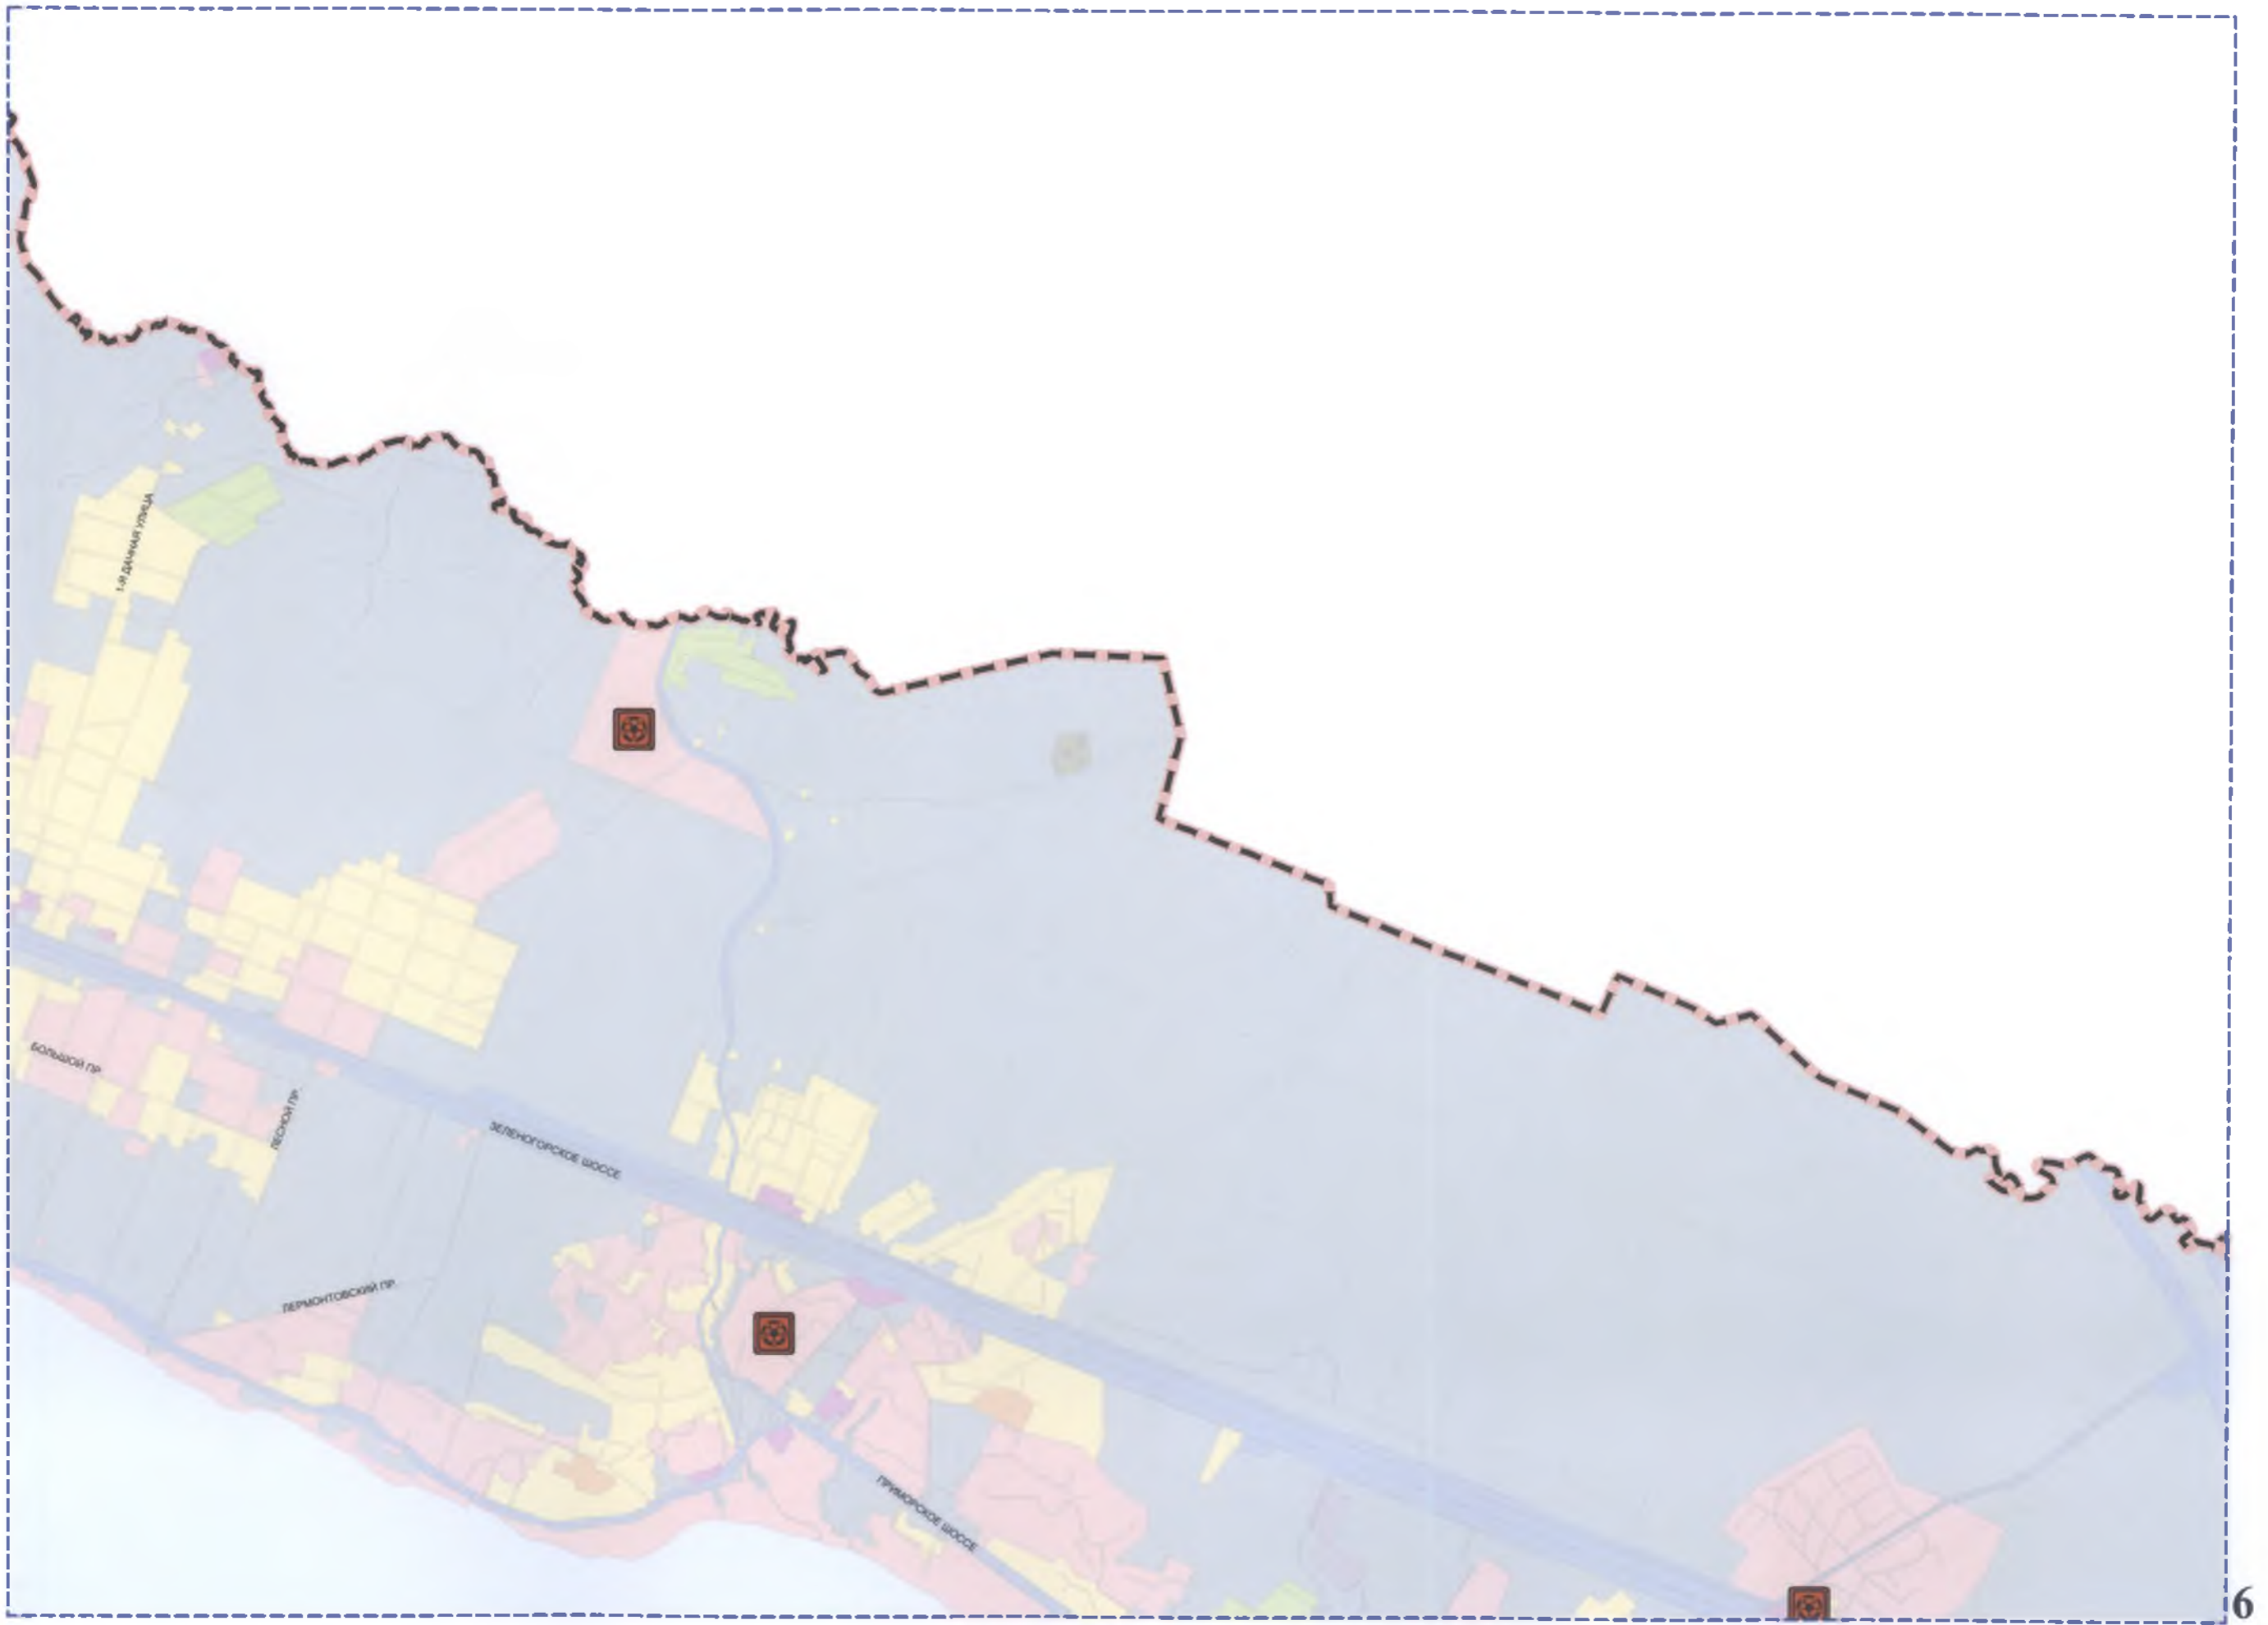 1-Я ДАЧНАЯ УЛИЦА
БОЛЬШОЙ ПР.
ЛЕСНОЙ ПР.
ЗЕЛЕНОГОРСКОЕ ШОССЕ
ЛЕРМОНТОВСКИЙ ПР.
ПРИМОРСКОЕ ШОССЕ
6